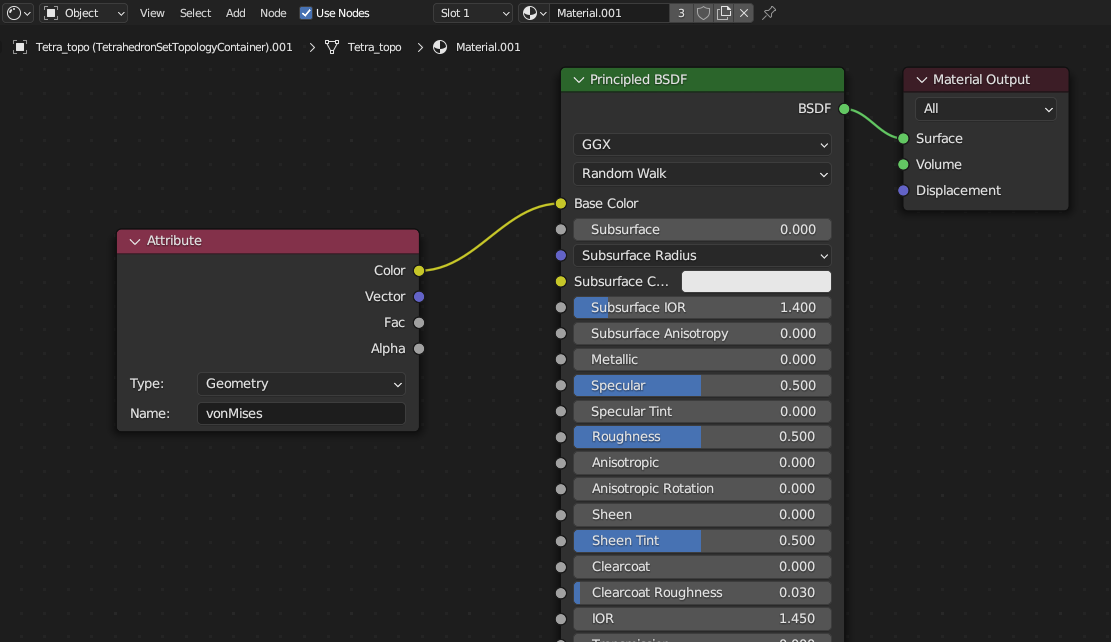 Object View Select Add Node Use Nodes Slot 1 Material.001 3
Tetra_topo (TetrahedronSetTopologyContainer).001 Tetra_topo Material.001
Attribute
Color
Vector
Fac
Alpha
Type: Geometry
Name: vonMises
Principled BSDF
BSDF
GGX
Random Walk
Base Color
Subsurface 0.000
Subsurface Radius
Subsurface C...
Subsurface IOR 1.400
Subsurface Anisotropy 0.000
Metallic 0.000
Specular 0.500
Specular Tint 0.000
Roughness 0.500
Anisotropic 0.000
Anisotropic Rotation 0.000
Sheen 0.000
Sheen Tint 0.500
Clearcoat 0.000
Clearcoat Roughness 0.030
IOR 1.450
Material Output
All
Surface
Volume
Displacement